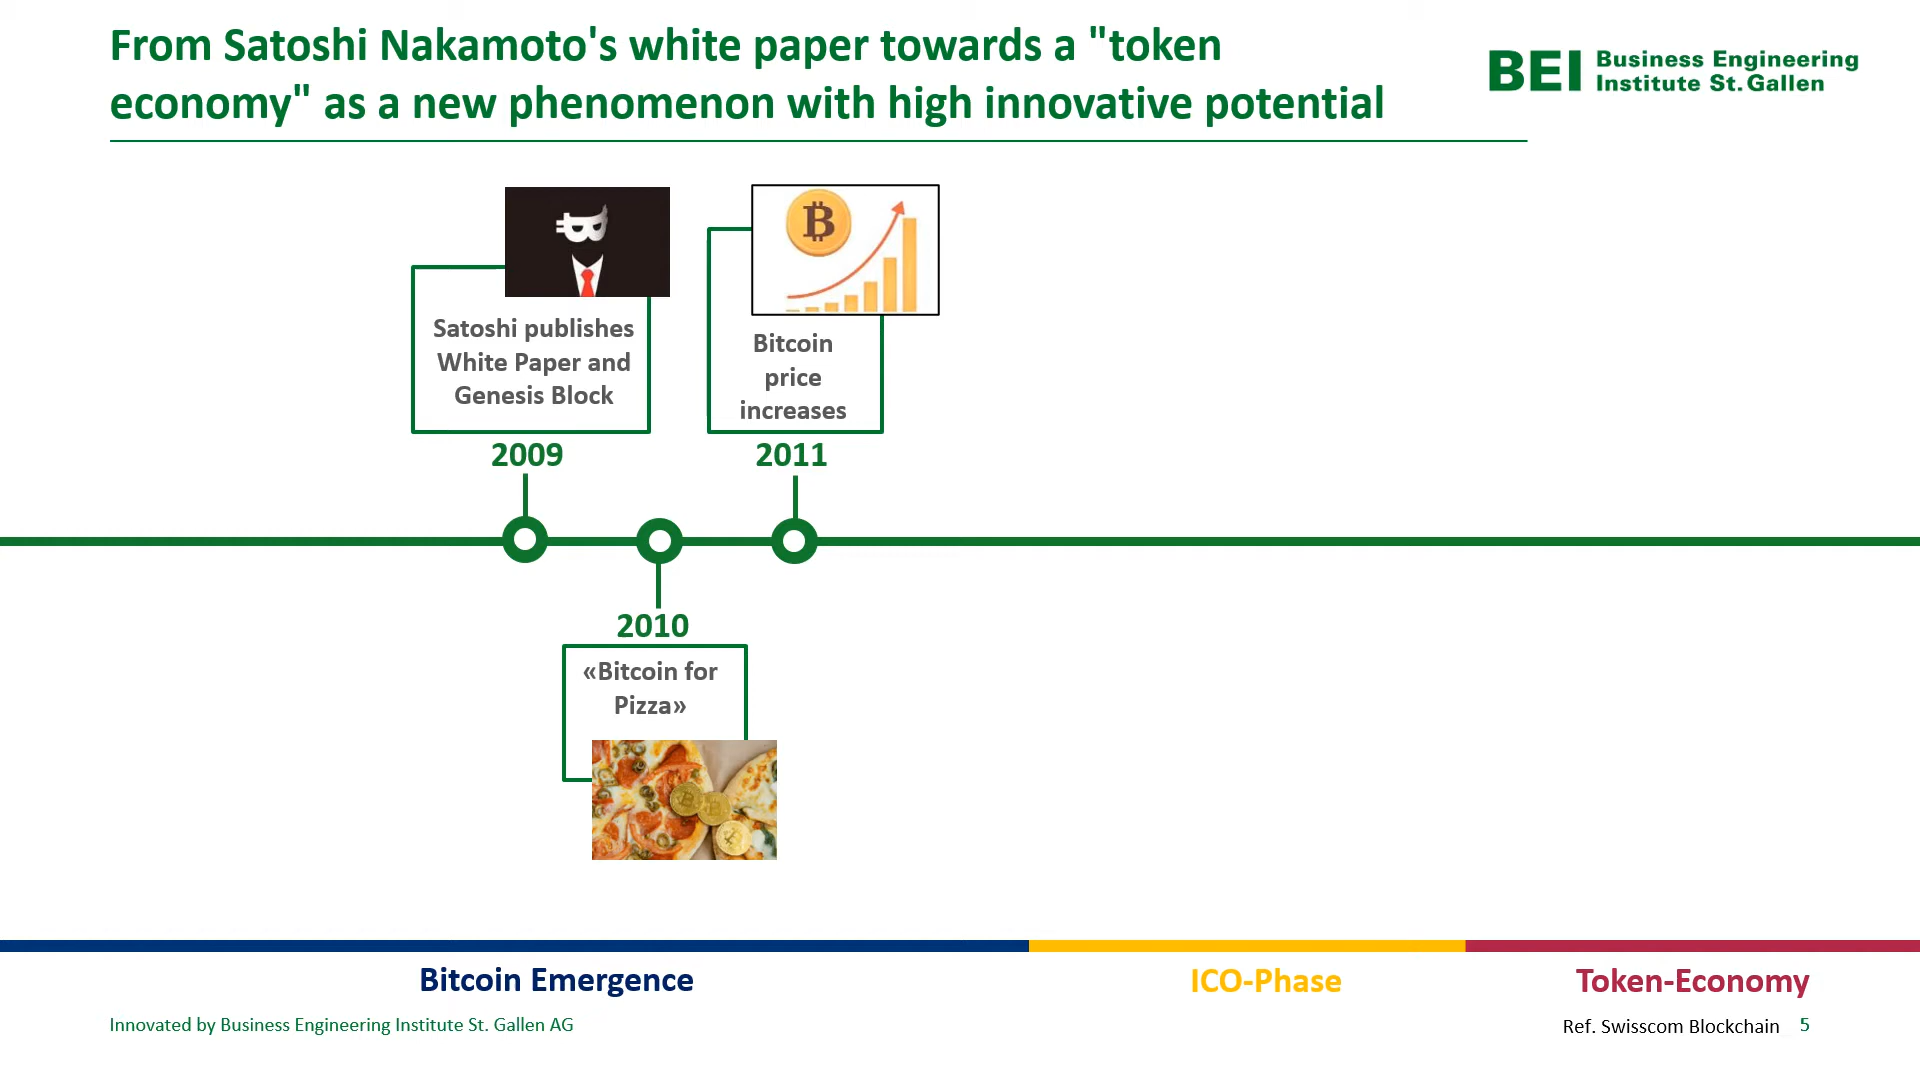 From Satoshi Nakamoto's white paper towards a "token
economy" as a new phenomenon with high innovative potential
BEI Business Engineering
Institute St. Gallen
Satoshi publishes
White Paper and
Genesis Block
2009
Bitcoin
price
increases
2011
2010
«Bitcoin for
Pizza»
Bitcoin Emergence
ICO-Phase
Token-Economy
Innovated by Business Engineering Institute St. Gallen AG
Ref. Swisscom Blockchain 5